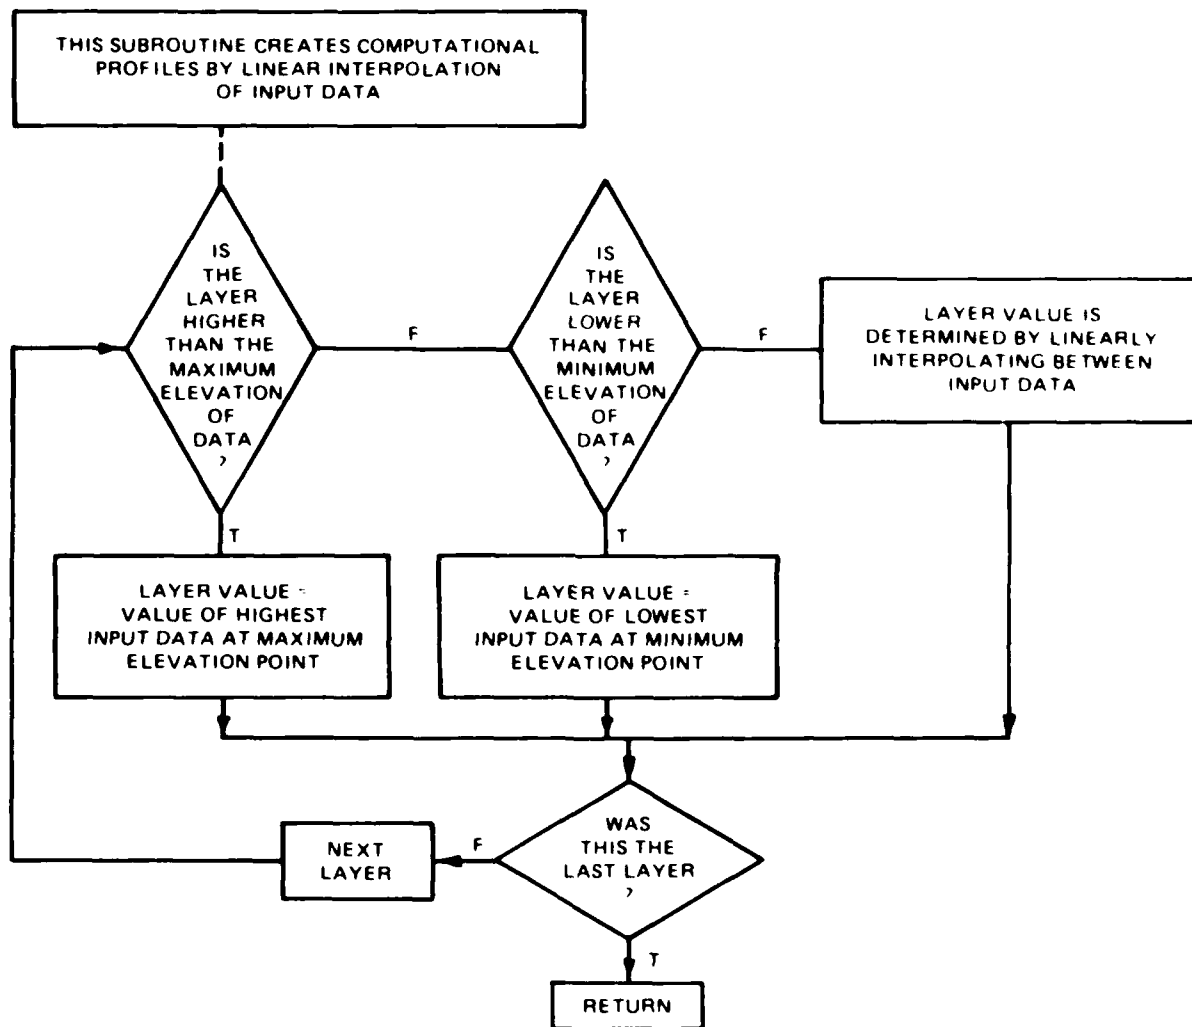 THIS SUBROUTINE CREATES COMPUTATIONAL
PROFILES BY LINEAR INTERPOLATION
OF INPUT DATA
IS
THE
LAYER
HIGHER
THAN THE
MAXIMUM
ELEVATION
OF
DATA
?
F
IS
THE
LAYER
LOWER
THAN THE
MINIMUM
ELEVATION
OF
DATA
?
F
LAYER VALUE IS
DETERMINED BY LINEARLY
INTERPOLATING BETWEEN
INPUT DATA
T
T
LAYER VALUE =
VALUE OF HIGHEST
INPUT DATA AT MAXIMUM
ELEVATION POINT
LAYER VALUE =
VALUE OF LOWEST
INPUT DATA AT MINIMUM
ELEVATION POINT
WAS
THIS THE
LAST LAYER
?
F
NEXT
LAYER
T
RETURN